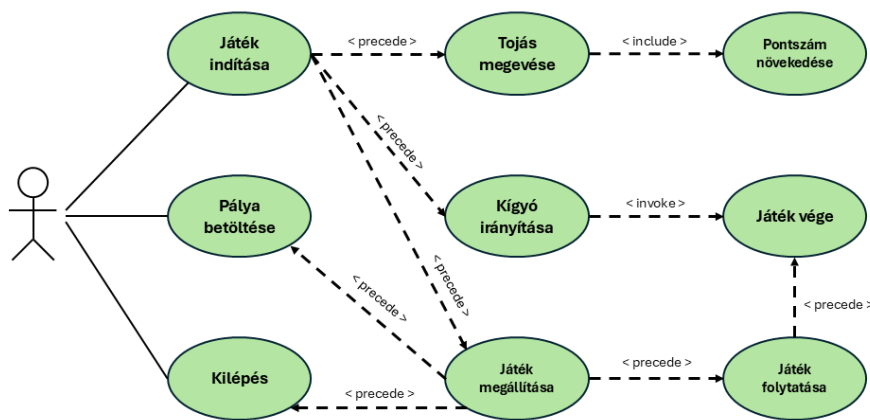 Játék
indítása
< precede >
Tojás
megevése
< include >
Pontszám
növekedése
< precede >
< precede >
Pálya
betöltése
Kígyó
irányítása
< invoke >
Játék vége
< precede >
< precede >
Kilépés
< precede >
Játék
megállítása
< precede >
Játék
folytatása